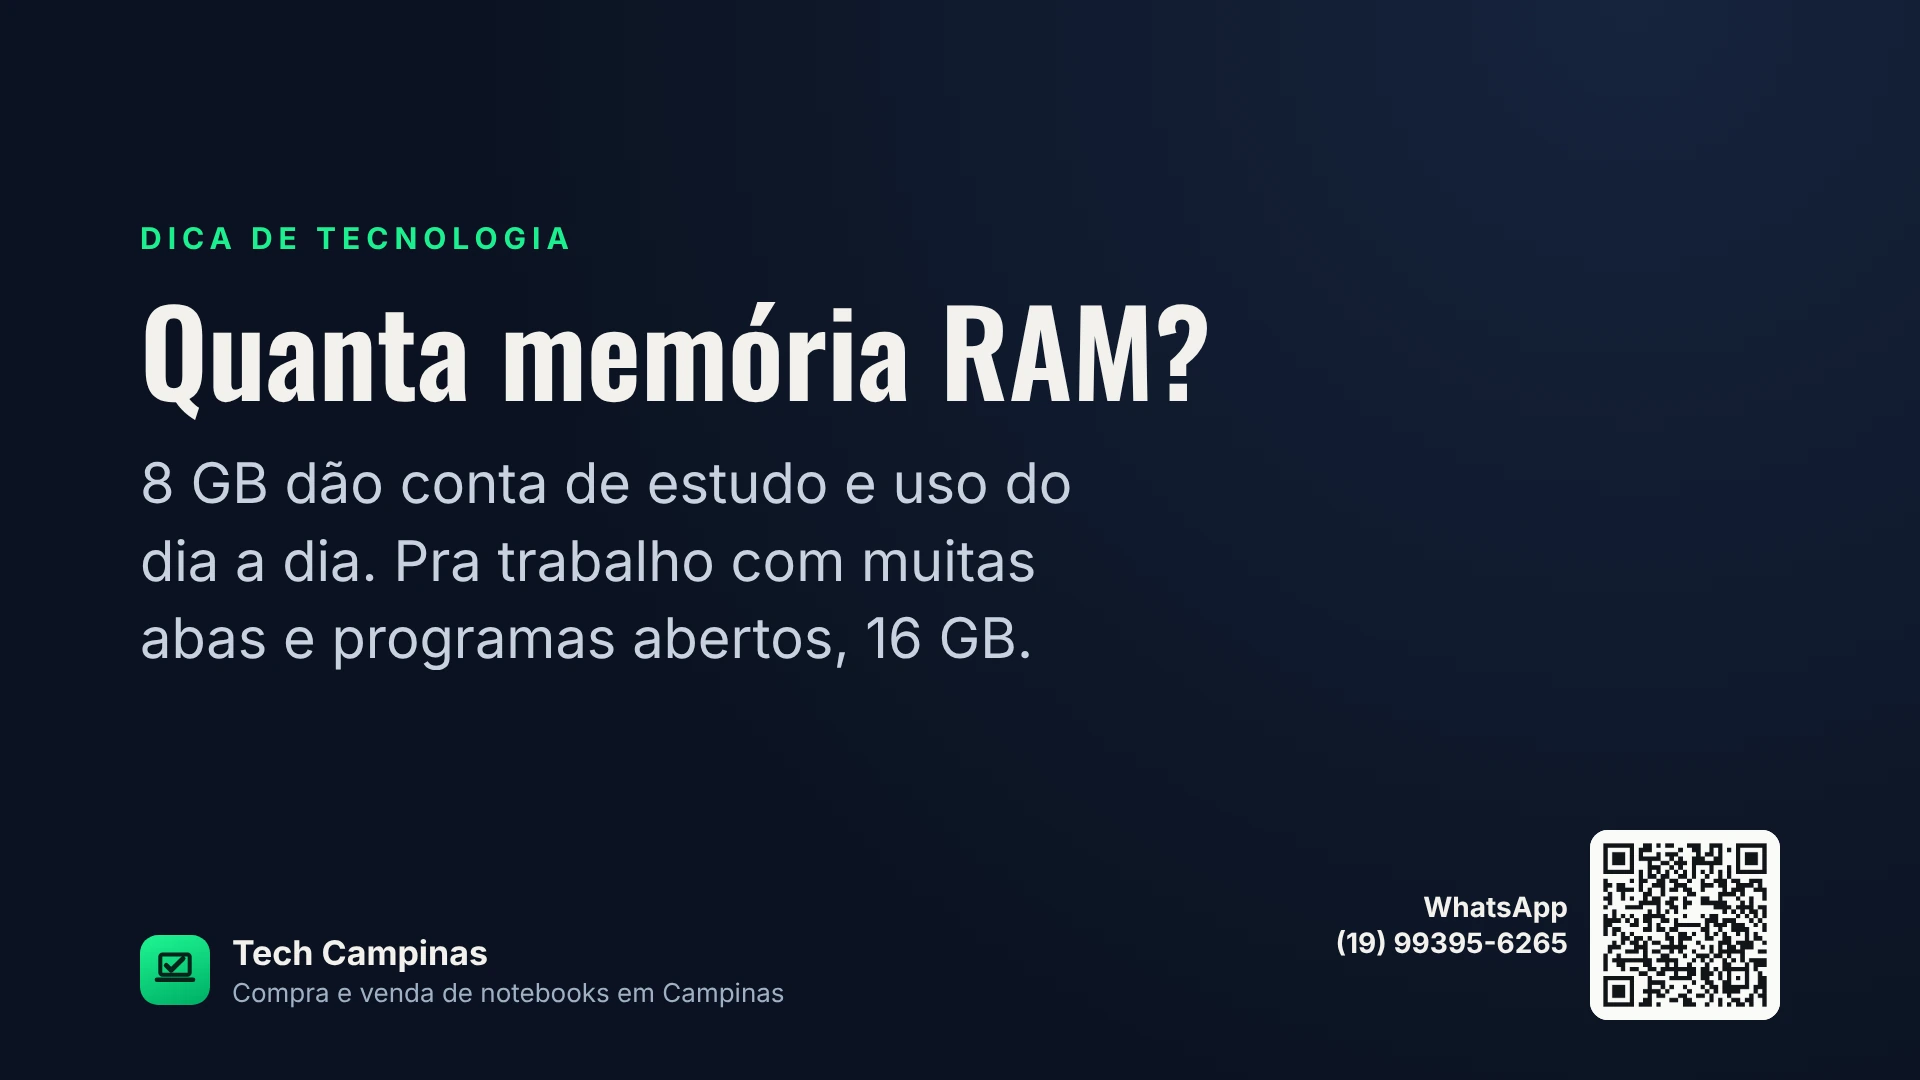 DICA DE TECNOLOGIA
Quanta memória RAM?
8 GB dão conta de estudo e uso do
dia a dia. Pra trabalho com muitas
abas e programas abertos, 16 GB.
Tech Campinas
Compra e venda de notebooks em Campinas
WhatsApp
(19) 99395-6265